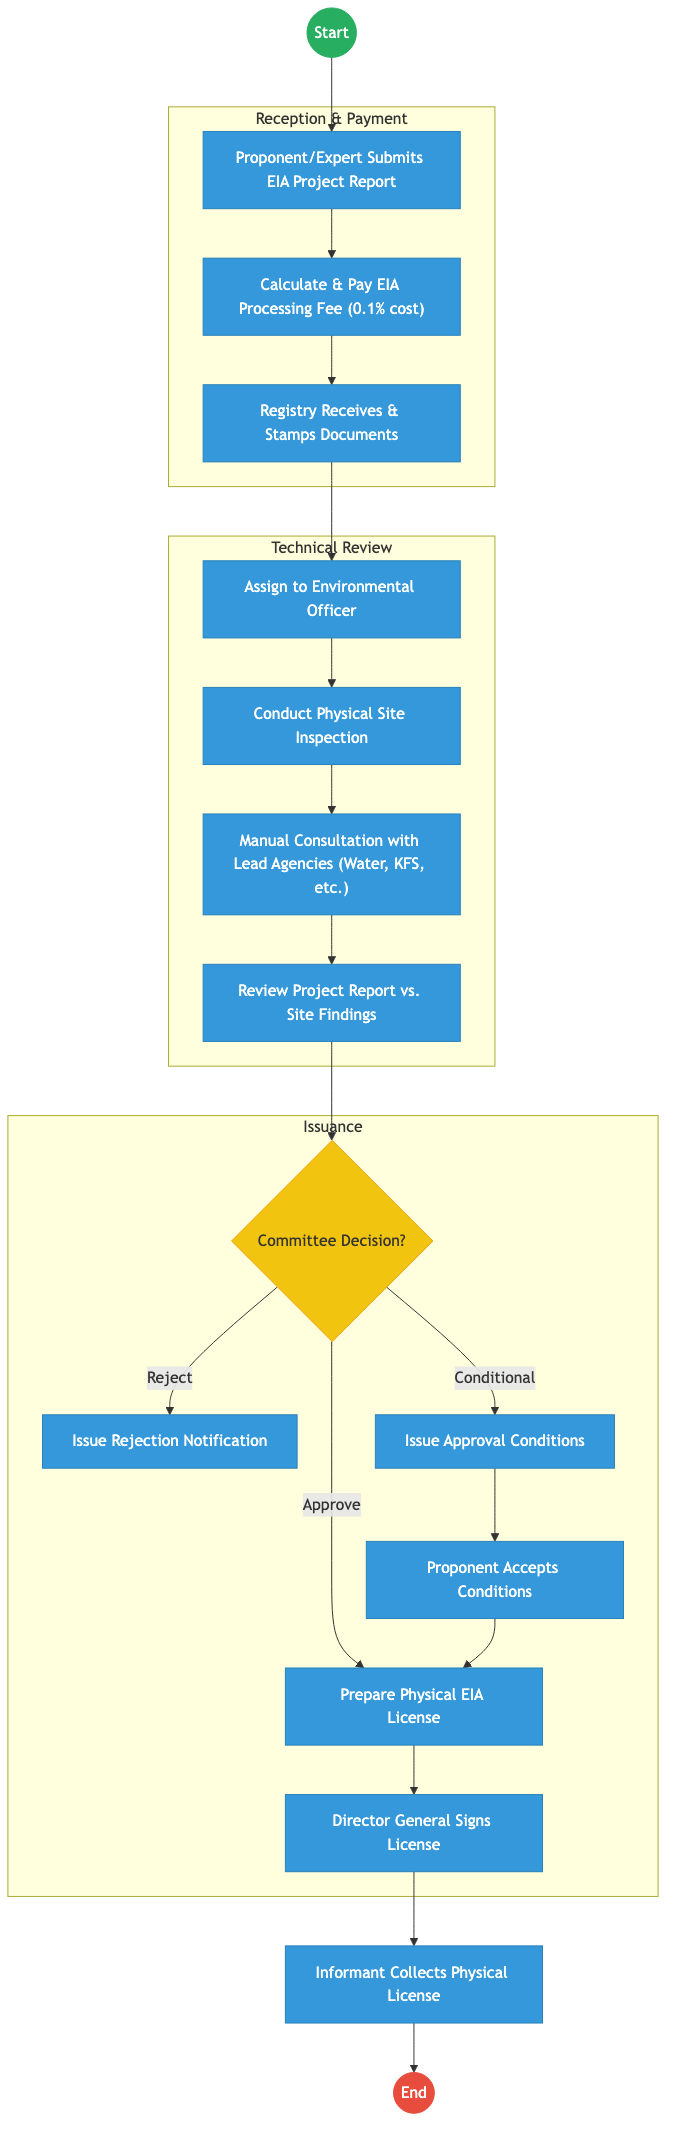 Start
Reception & Payment
Proponent/Expert Submits
EIA Project Report
Calculate & Pay EIA
Processing Fee (0.1% cost)
Registry Receives &
Stamps Documents
Technical Review
Assign to Environmental
Officer
Conduct Physical Site
Inspection
Manual Consultation with
Lead Agencies (Water, KFS,
etc.)
Review Project Report vs.
Site Findings
Issuance
Committee Decision?
Reject
Conditional
Issue Rejection Notification
Issue Approval Conditions
Approve
Proponent Accepts
Conditions
Prepare Physical EIA
License
Director General Signs
License
Informant Collects Physical
License
End